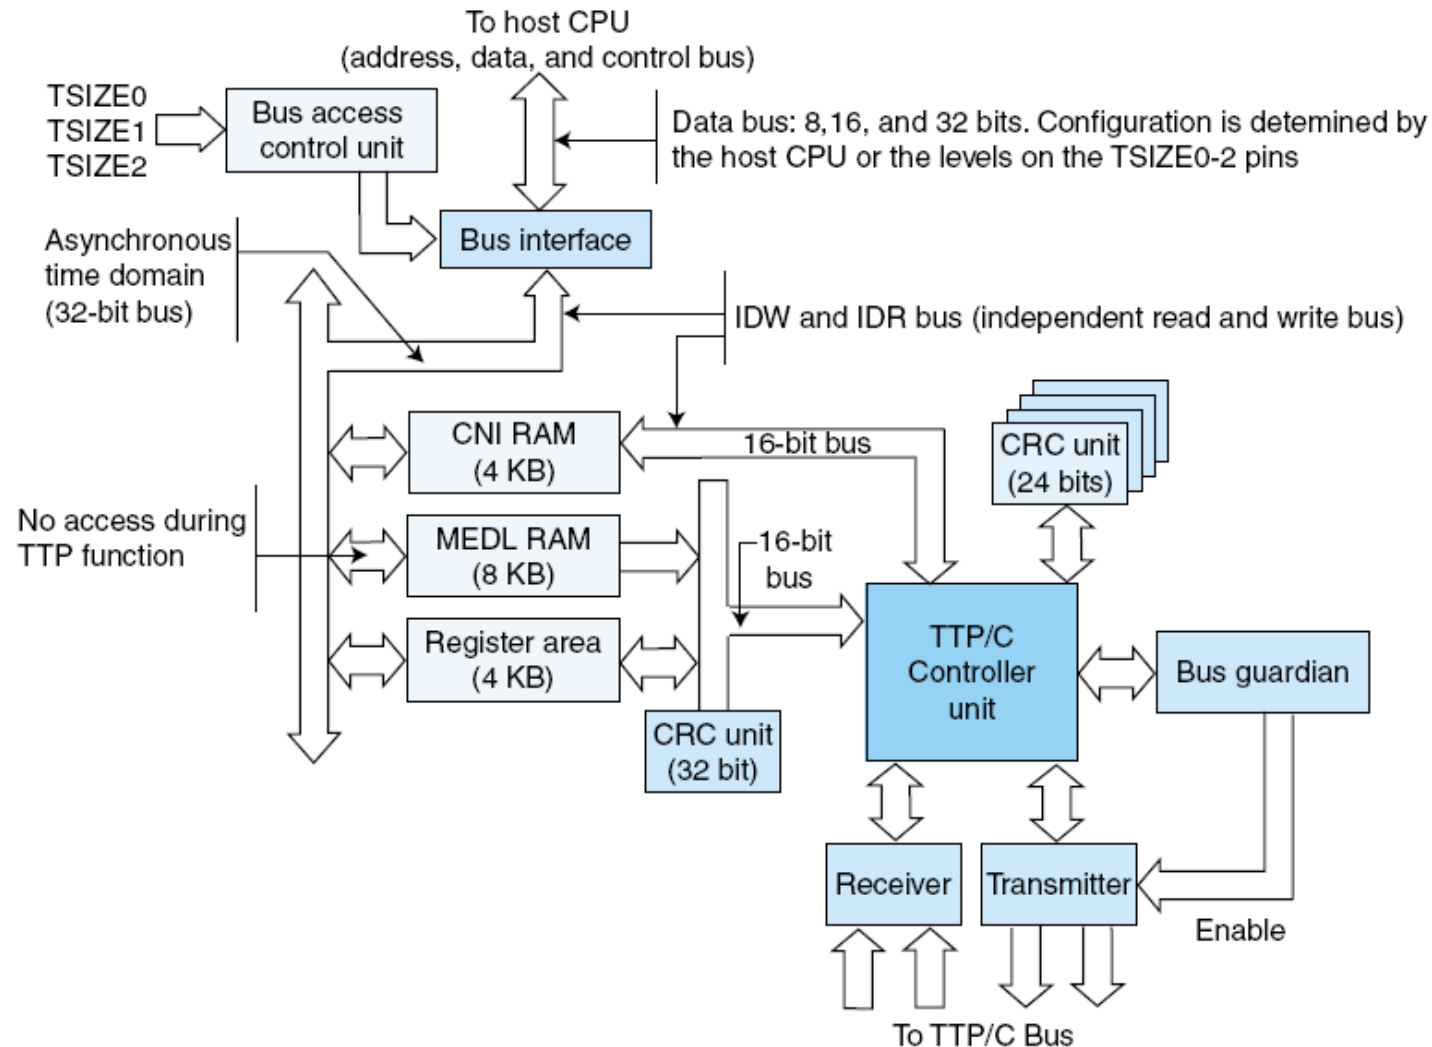 To host CPU
(address, data, and control bus)
TSIZE0
TSIZE1
TSIZE2
Bus access
control unit
Data bus: 8,16, and 32 bits. Configuration is detemined by
the host CPU or the levels on the TSIZE0-2 pins
Asynchronous
time domain
(32-bit bus)
Bus interface
IDW and IDR bus (independent read and write bus)
CNI RAM
(4 KB)
16-bit bus
CRC unit
(24 bits)
No access during
TTP function
MEDL RAM
(8 KB)
16-bit
bus
Register area
(4 KB)
TTP/C
Controller
unit
Bus guardian
CRC unit
(32 bit)
Receiver
Transmitter
Enable
To TTP/C Bus